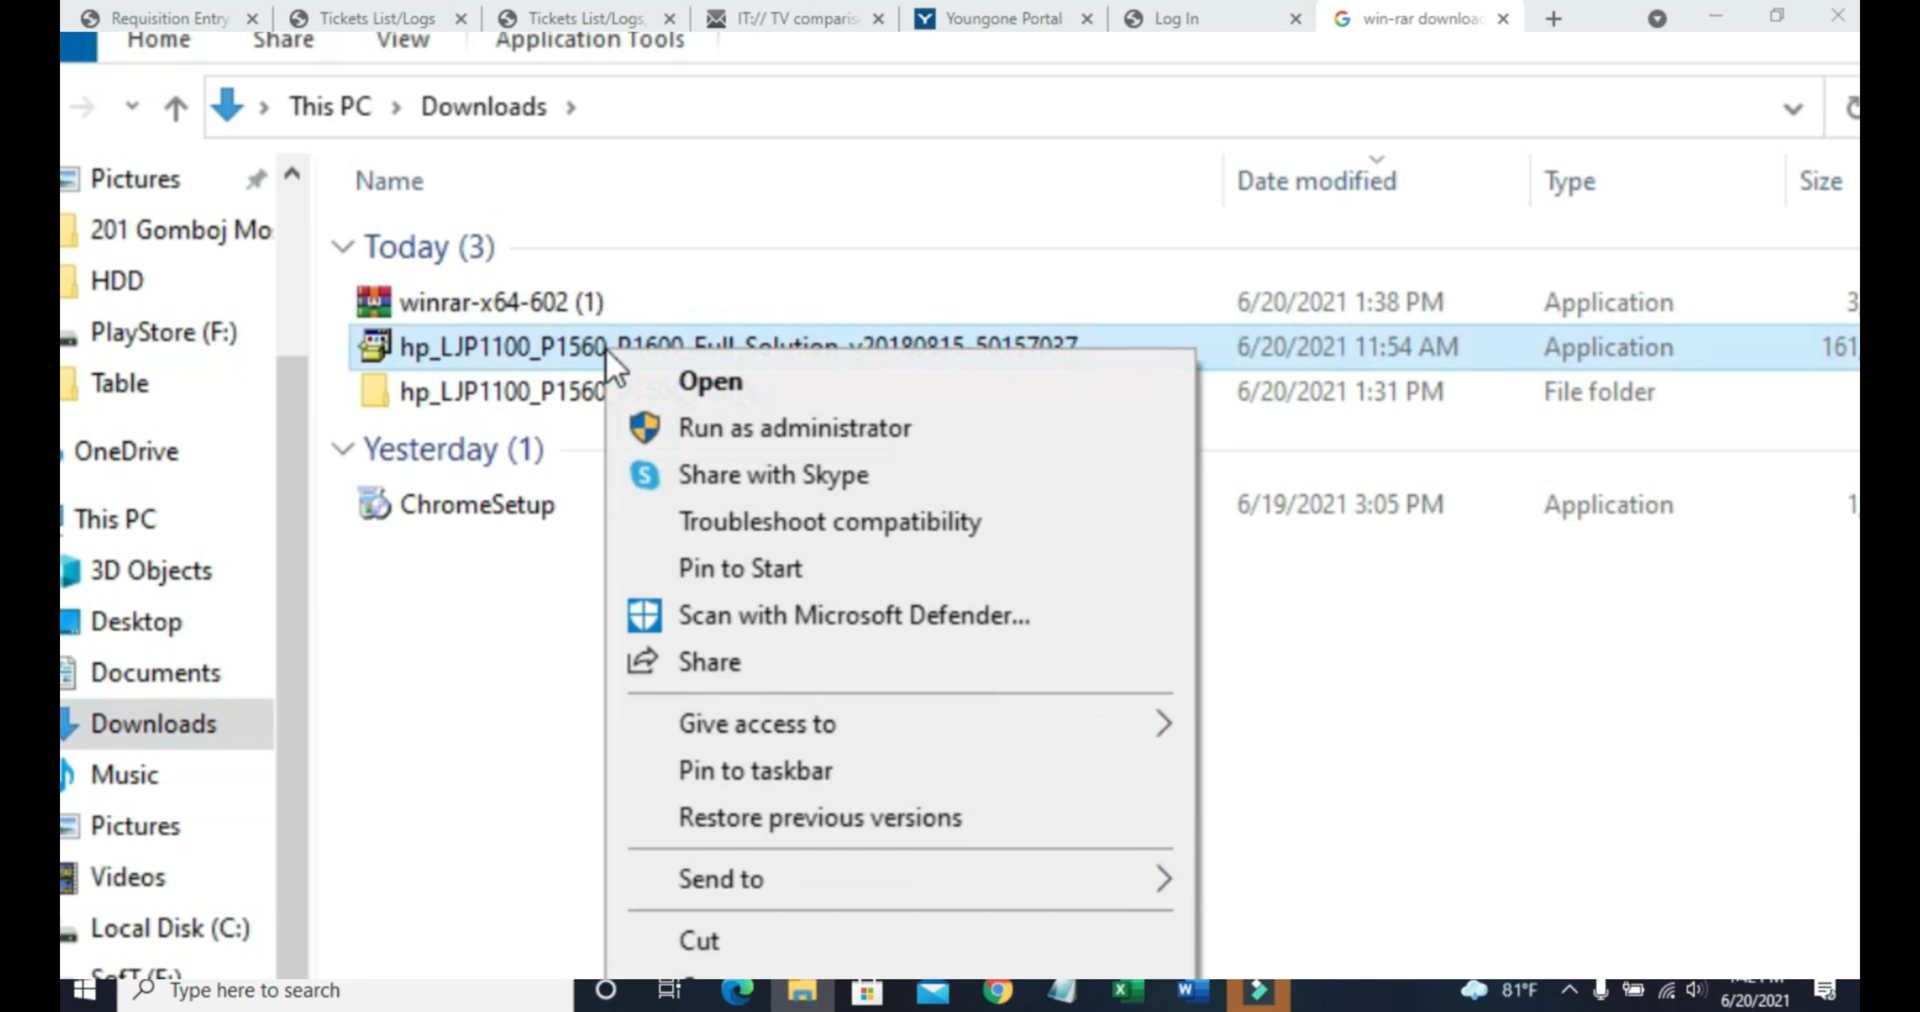 Requisition Entry
Tickets List/Logs
Tickets List/Logs,
IT:// TV comparis
Youngone Portal
Log In
win-rar downloa
Home Share View Application Tools
This PC Downloads
Name Date modified Type Size
Pictures
201 Gomboj Mo
HDD
PlayStore (F:)
Table
OneDrive
This PC
3D Objects
Desktop
Documents
Downloads
Music
Pictures
Videos
Local Disk (C:)
Today (3)
winrar-x64-602 (1) 6/20/2021 1:38 PM Application 3
hp_LJP1100_P1560_P1600_Full_Solution_v20180815_50157037 6/20/2021 11:54 AM Application 161
hp_LJP1100_P1560 6/20/2021 1:31 PM File folder
Yesterday (1)
ChromeSetup 6/19/2021 3:05 PM Application 1
Open
Run as administrator
Share with Skype
Troubleshoot compatibility
Pin to Start
Scan with Microsoft Defender...
Share
Give access to
Pin to taskbar
Restore previous versions
Send to
Cut
Type here to search
81°F
6/20/2021